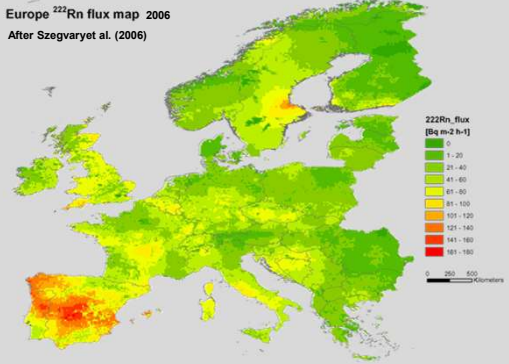 Europe 222Rn flux map 2006
After Szegvaryet al. (2006)
222Rn_flux
[Bq m-2 h-1]
0
1 - 20
21 - 40
41 - 60
61 - 80
81 - 100
101 - 120
121 - 140
141 - 160
161 - 180
0 250 500
Kilometers